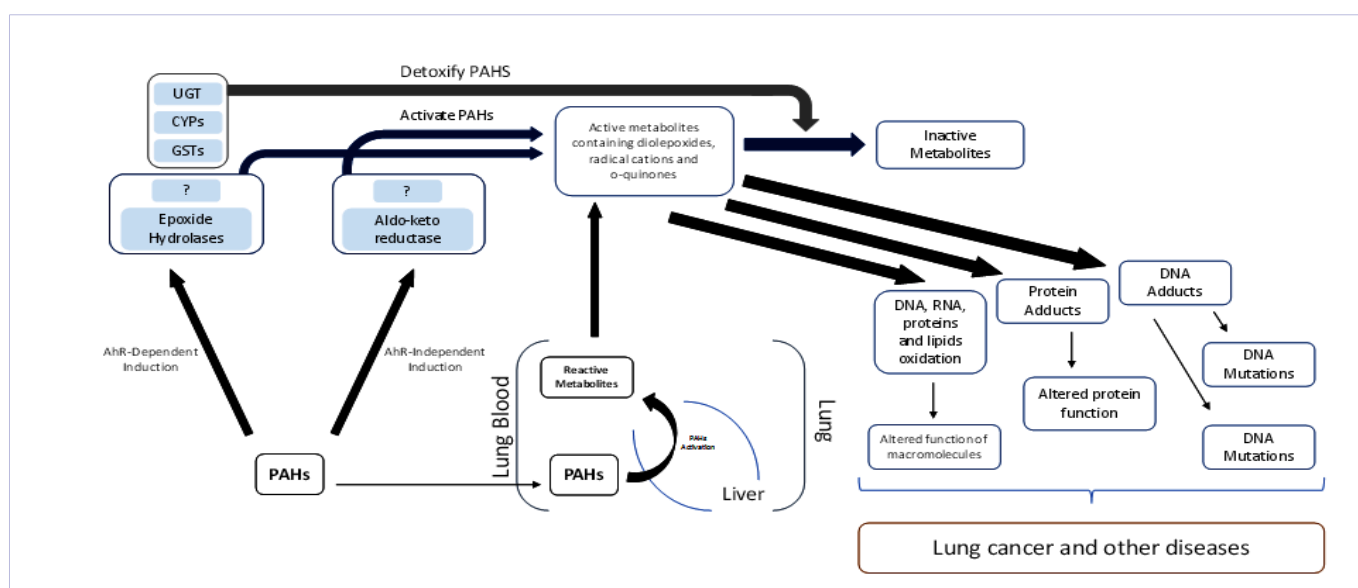 Detoxify PAHS
UGT
CYPs
GSTs
Activate PAHs
?
Epoxide
Hydrolases
?
Aldo-keto
reductase
Active metabolites
containing diolepoxides,
radical cations and
o-quinones
Inactive
Metabolites
AhR-Dependent
Induction
AhR-Independent
Induction
PAHs
Lung Blood
Reactive
Metabolites
PAHs
PAHs
Activation
Liver
Lung
DNA, RNA,
proteins
and lipids
oxidation
Protein
Adducts
DNA
Adducts
Altered function of
macromolecules
Altered protein
function
DNA
Mutations
DNA
Mutations
Lung cancer and other diseases